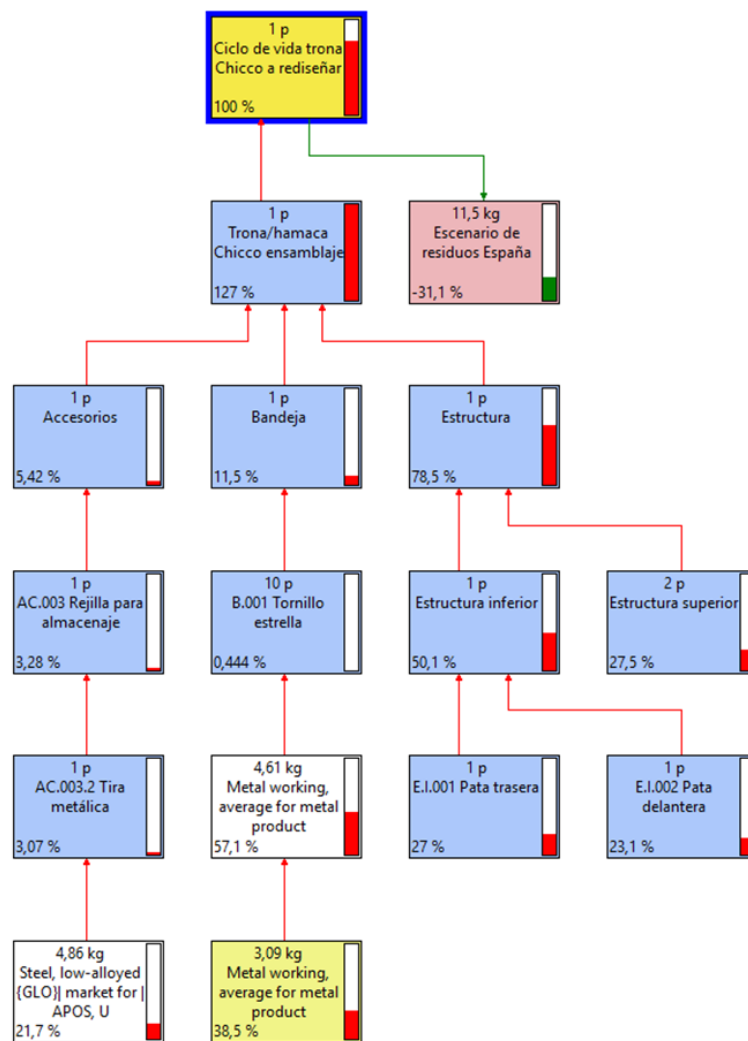 1 p
Ciclo de vida trona
Chicco a rediseñar
100 %
1 p
Trona/hamaca
Chicco ensamblaje
127 %
11,5 kg
Escenario de
residuos España
-31,1 %
1 p
Accesorios
5,42 %
1 p
Bandeja
11,5 %
1 p
Estructura
78,5 %
1 p
AC.003 Rejilla para
almacenaje
3,28 %
10 p
B.001 Tornillo
estrella
0,444 %
1 p
Estructura inferior
50,1 %
2 p
Estructura superior
27,5 %
1 p
AC.003.2 Tira
metálica
3,07 %
4,61 kg
Metal working,
average for metal
product
57,1 %
1 p
E.I.001 Pata trasera
27 %
1 p
E.I.002 Pata
delantera
23,1 %
4,86 kg
Steel, low-alloyed
{GLO}| market for |
APOS, U
21,7 %
3,09 kg
Metal working,
average for metal
product
38,5 %